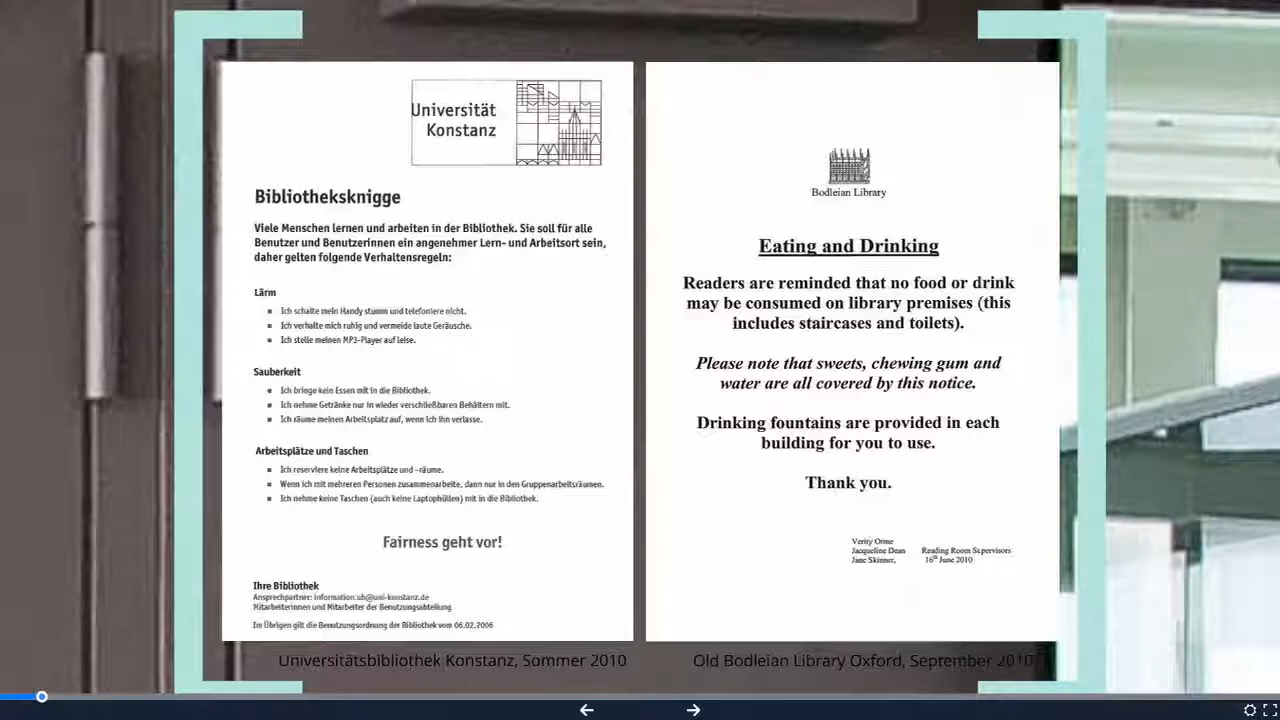 Universität
Konstanz
Bibliotheksknigge
Viele Menschen lernen und arbeiten in der Bibliothek. Sie soll für alle
Benutzer und Benutzerinnen ein angenehmer Lern- und Arbeitsort sein,
daher gelten folgende Verhaltensregeln:
Lärm
▪ Ich schalte mein Handy stumm und telefoniere nicht.
▪ Ich verhalte mich ruhig und vermeide laute Geräusche.
▪ Ich stelle meinen MP3-Player auf leise.
Sauberkeit
▪ Ich bringe kein Essen mit in die Bibliothek.
▪ Ich nehme Getränke nur in wieder verschließbaren Behältern mit.
▪ Ich räume meinen Arbeitsplatz auf, wenn ich ihn verlasse.
Arbeitsplätze und Taschen
▪ Ich reserviere keine Arbeitsplätze und -räume.
▪ Wenn ich mit mehreren Personen zusammenarbeite, dann nur in den Gruppenarbeitsräumen.
▪ Ich nehme keine Taschen (auch keine Laptophüllen) mit in die Bibliothek.
Fairness geht vor!
Ihre Bibliothek
Ansprechpartner: information.ub@uni-konstanz.de
Mitarbeiterinnen und Mitarbeiter der Benutzungsabteilung
Im Übrigen gilt die Benutzungsordnung der Bibliothek vom 06.02.2006
Universitätsbibliothek Konstanz, Sommer 2010
Bodleian Library
Eating and Drinking
Readers are reminded that no food or drink
may be consumed on library premises (this
includes staircases and toilets).
Please note that sweets, chewing gum and
water are all covered by this notice.
Drinking fountains are provided in each
building for you to use.
Thank you.
Verity Orme
Jacqueline Dean Reading Room Supervisors
Jane Skinner, 16th June 2010
Old Bodleian Library Oxford, September 2010